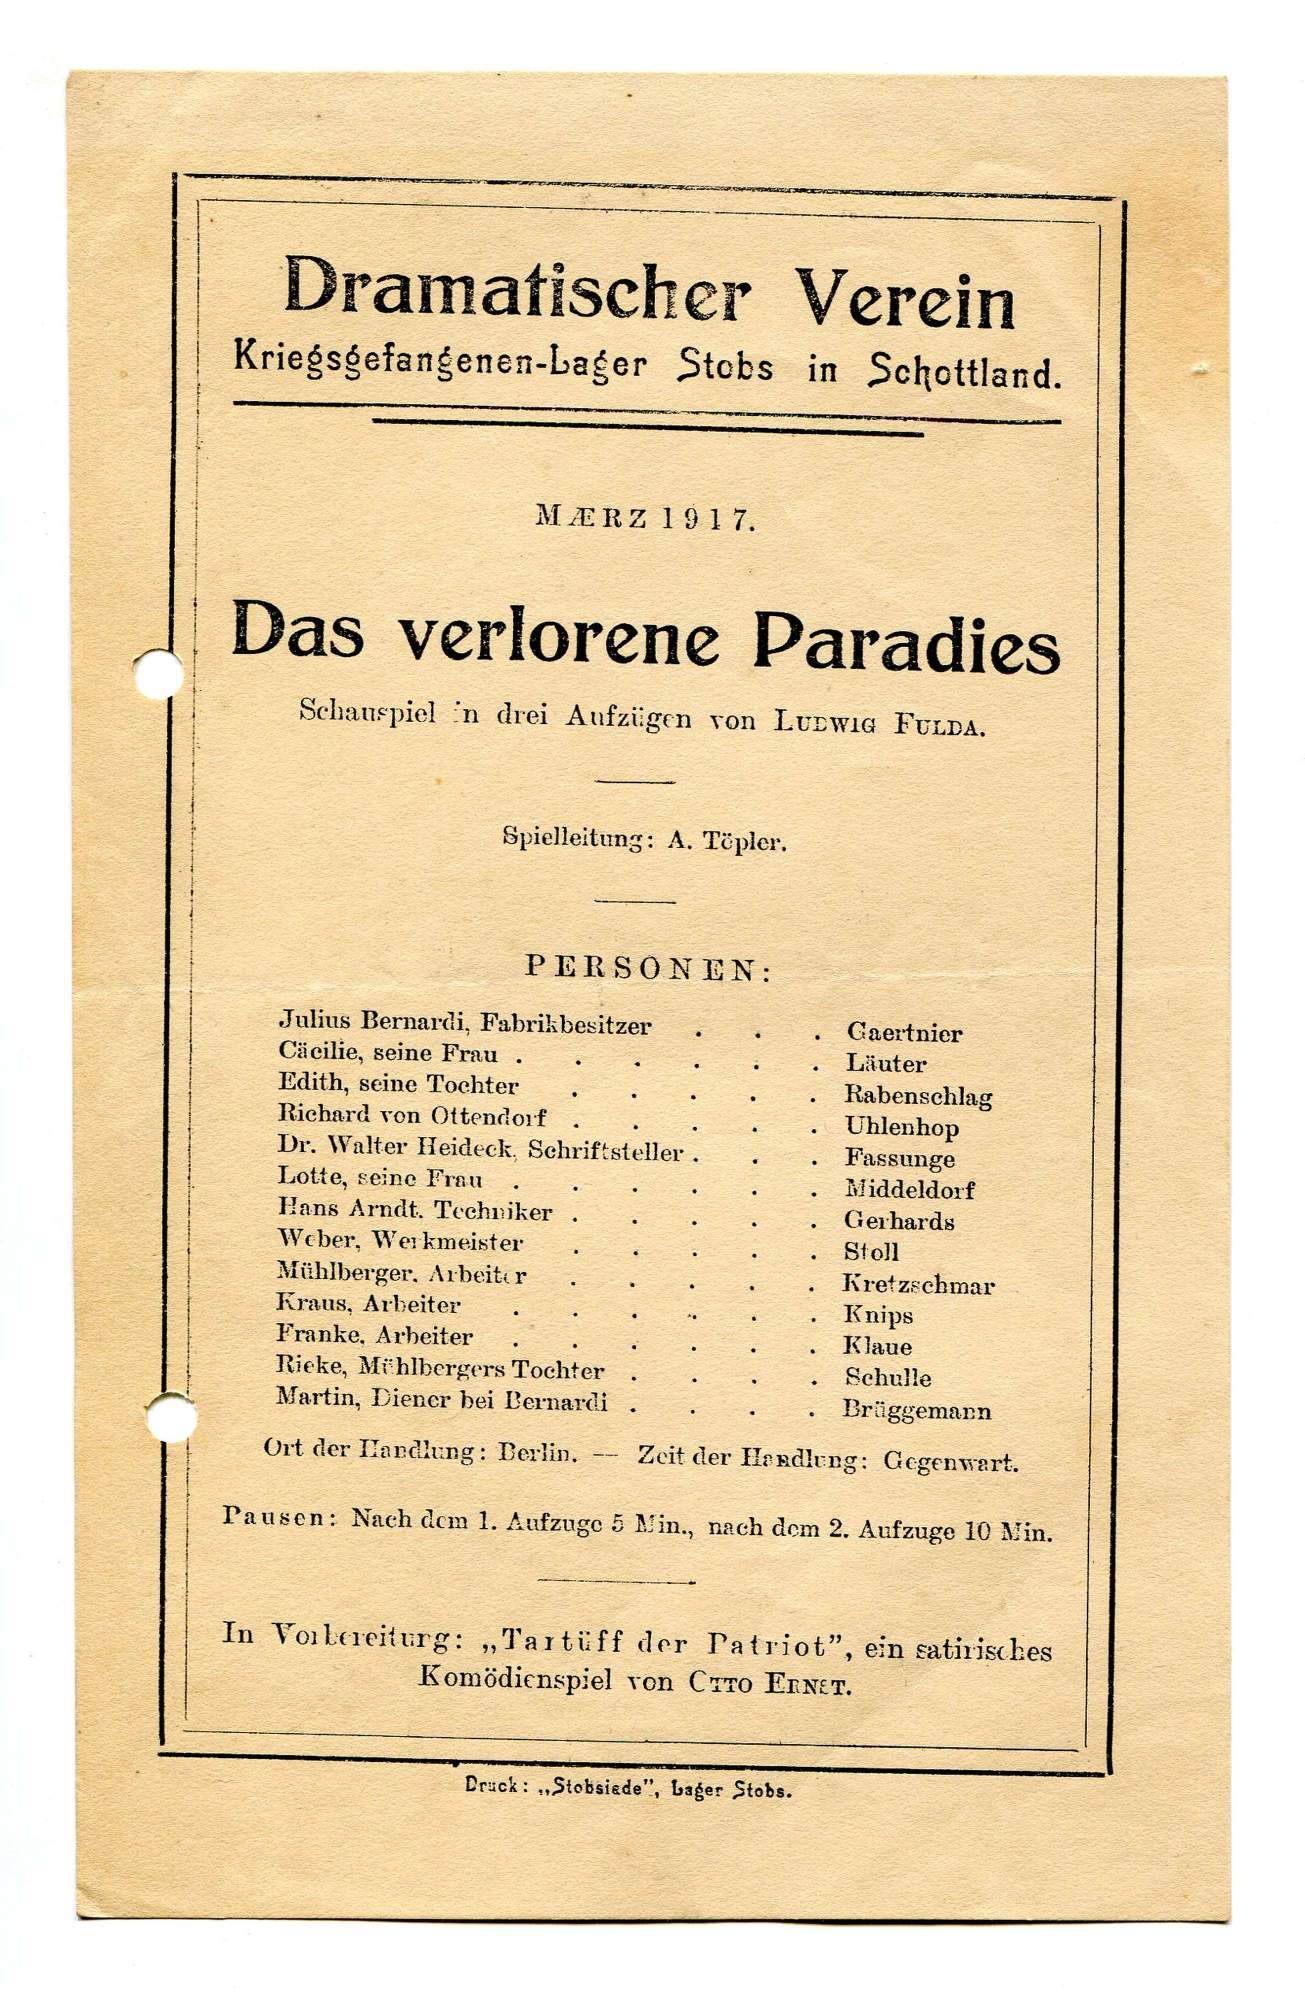 Dramatischer Verein
Kriegsgefangenen-Lager Stobs in Schottland.
MÆRZ 1917.
Das verlorene Paradies
Schauspiel in drei Aufzügen von LUDWIG FULDA.
Spielleitung: A. Töpler.
PERSONEN:
Julius Bernardi, Fabrikbesitzer . . . Gaertnier
Cäcilie, seine Frau . . . . . . Läuter
Edith, seine Tochter . . . . . Rabenschlag
Richard von Ottendorf . . . . . Uhlenhop
Dr. Walter Heideck, Schriftsteller . . . Fassunge
Lotte, seine Frau . . . . . . Middeldorf
Hans Arndt, Techniker . . . . . Gerhards
Weber, Werkmeister . . . . . Stoll
Mühlberger, Arbeiter . . . . . Kretzschmar
Kraus, Arbeiter . . . . . . Knips
Franke, Arbeiter . . . . . . Klaue
Rieke, Mühlbergers Tochter . . . . Schulle
Martin, Diener bei Bernardi . . . . Brüggemann
Ort der Handlung: Berlin. — Zeit der Handlung: Gegenwart.
Pausen: Nach dem 1. Aufzuge 5 Min., nach dem 2. Aufzuge 10 Min.
In Vorbereitung: „Tartüff der Patriot”, ein satirisches
Komödienspiel von OTTO ERNST.
Druck: „Stobsiade”, Lager Stobs.